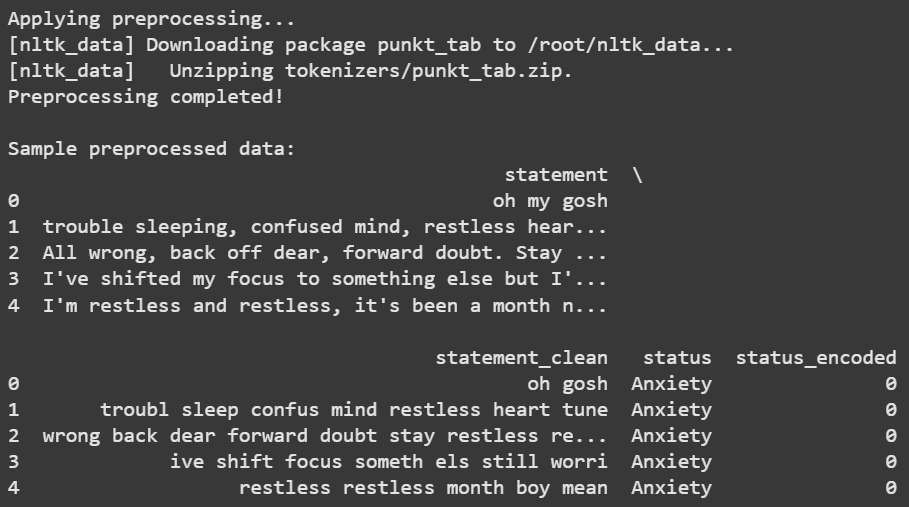 Applying preprocessing...
[nltk_data] Downloading package punkt_tab to /root/nltk_data...
[nltk_data]   Unzipping tokenizers/punkt_tab.zip.
Preprocessing completed!

Sample preprocessed data:
                                           statement  \
0                                         oh my gosh
1  trouble sleeping, confused mind, restless hear...
2  All wrong, back off dear, forward doubt. Stay ...
3  I've shifted my focus to something else but I'...
4  I'm restless and restless, it's been a month n...

                                     statement_clean   status  status_encoded
0                                            oh gosh  Anxiety               0
1       troubl sleep confus mind restless heart tune  Anxiety               0
2  wrong back dear forward doubt stay restless re...  Anxiety               0
3             ive shift focus someth els still worri  Anxiety               0
4                   restless restless month boy mean  Anxiety               0